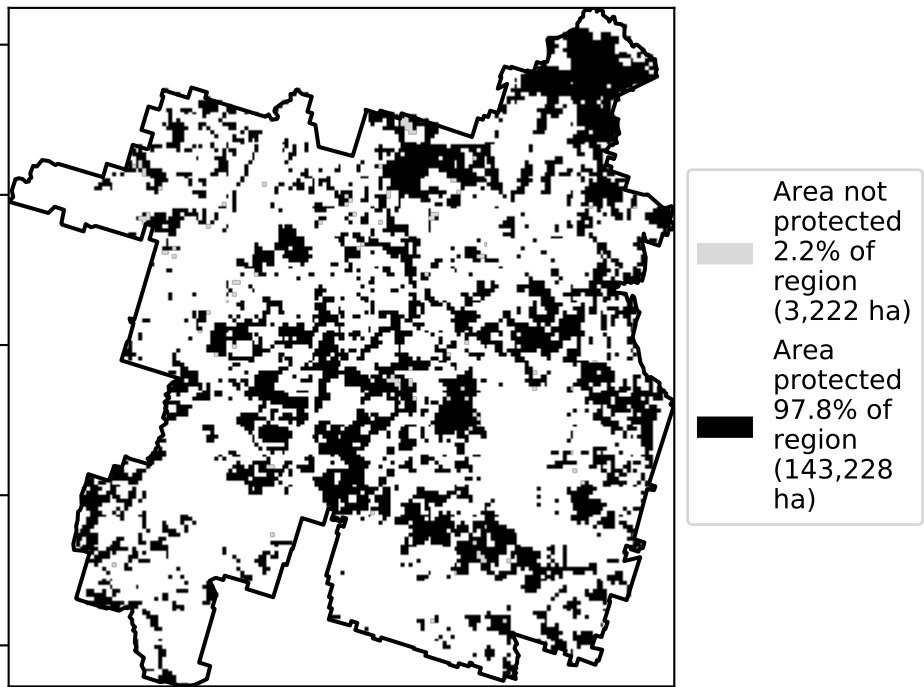 Area not
protected
2.2% of
region
(3,222 ha)
Area
protected
97.8% of
region
(143,228
ha)